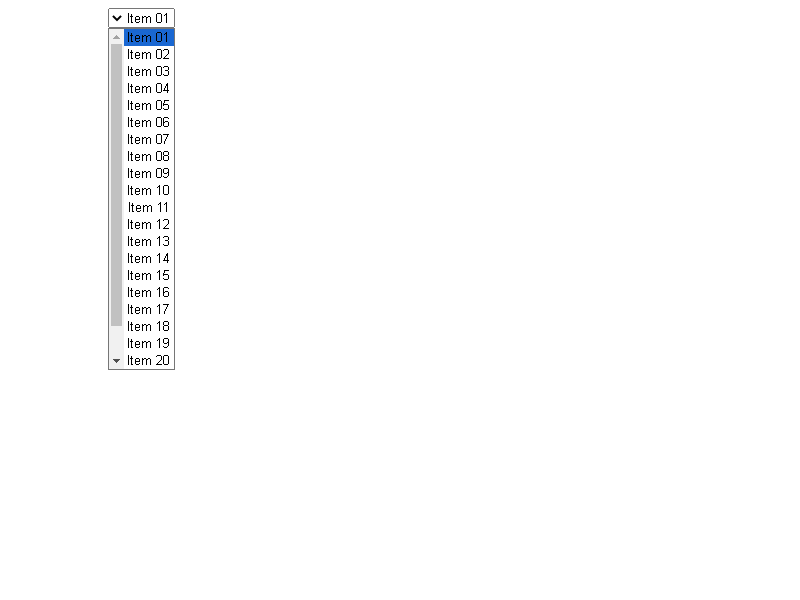 Item 01
Item 01
Item 02
Item 03
Item 04
Item 05
Item 06
Item 07
Item 08
Item 09
Item 10
Item 11
Item 12
Item 13
Item 14
Item 15
Item 16
Item 17
Item 18
Item 19
Item 20